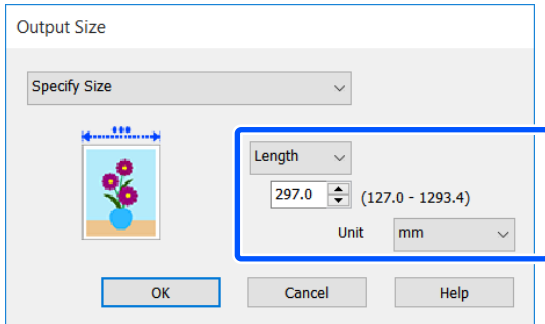 Output Size
Specify Size
Length
297.0 (127.0 - 1293.4)
Unit mm
OK Cancel Help